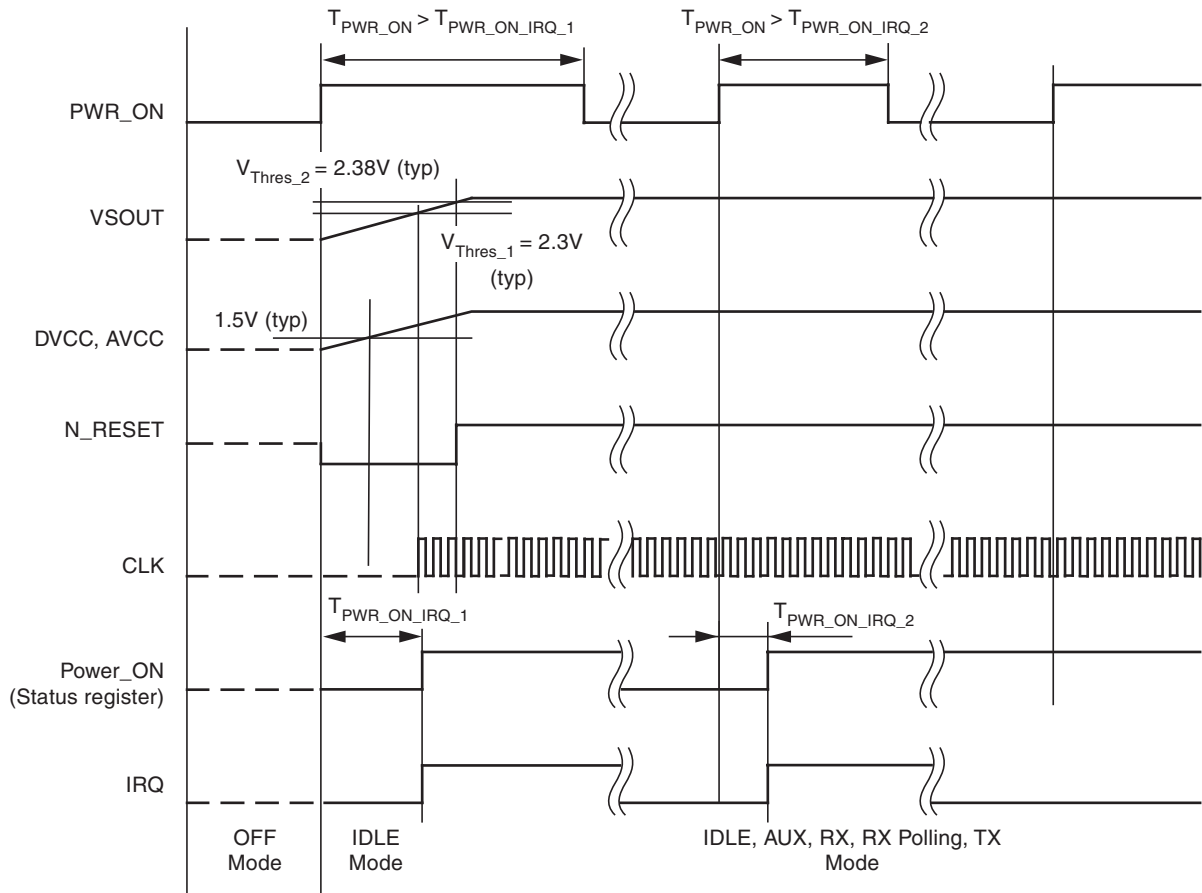 T_PWR_ON > T_PWR_ON_IRQ_1
T_PWR_ON > T_PWR_ON_IRQ_2
PWR_ON
V_Thres_2 = 2.38V (typ)
VSOUT
V_Thres_1 = 2.3V
(typ)
1.5V (typ)
DVCC, AVCC
N_RESET
CLK
T_PWR_ON_IRQ_1
T_PWR_ON_IRQ_2
Power_ON
(Status register)
IRQ
OFF
Mode
IDLE
Mode
IDLE, AUX, RX, RX Polling, TX
Mode